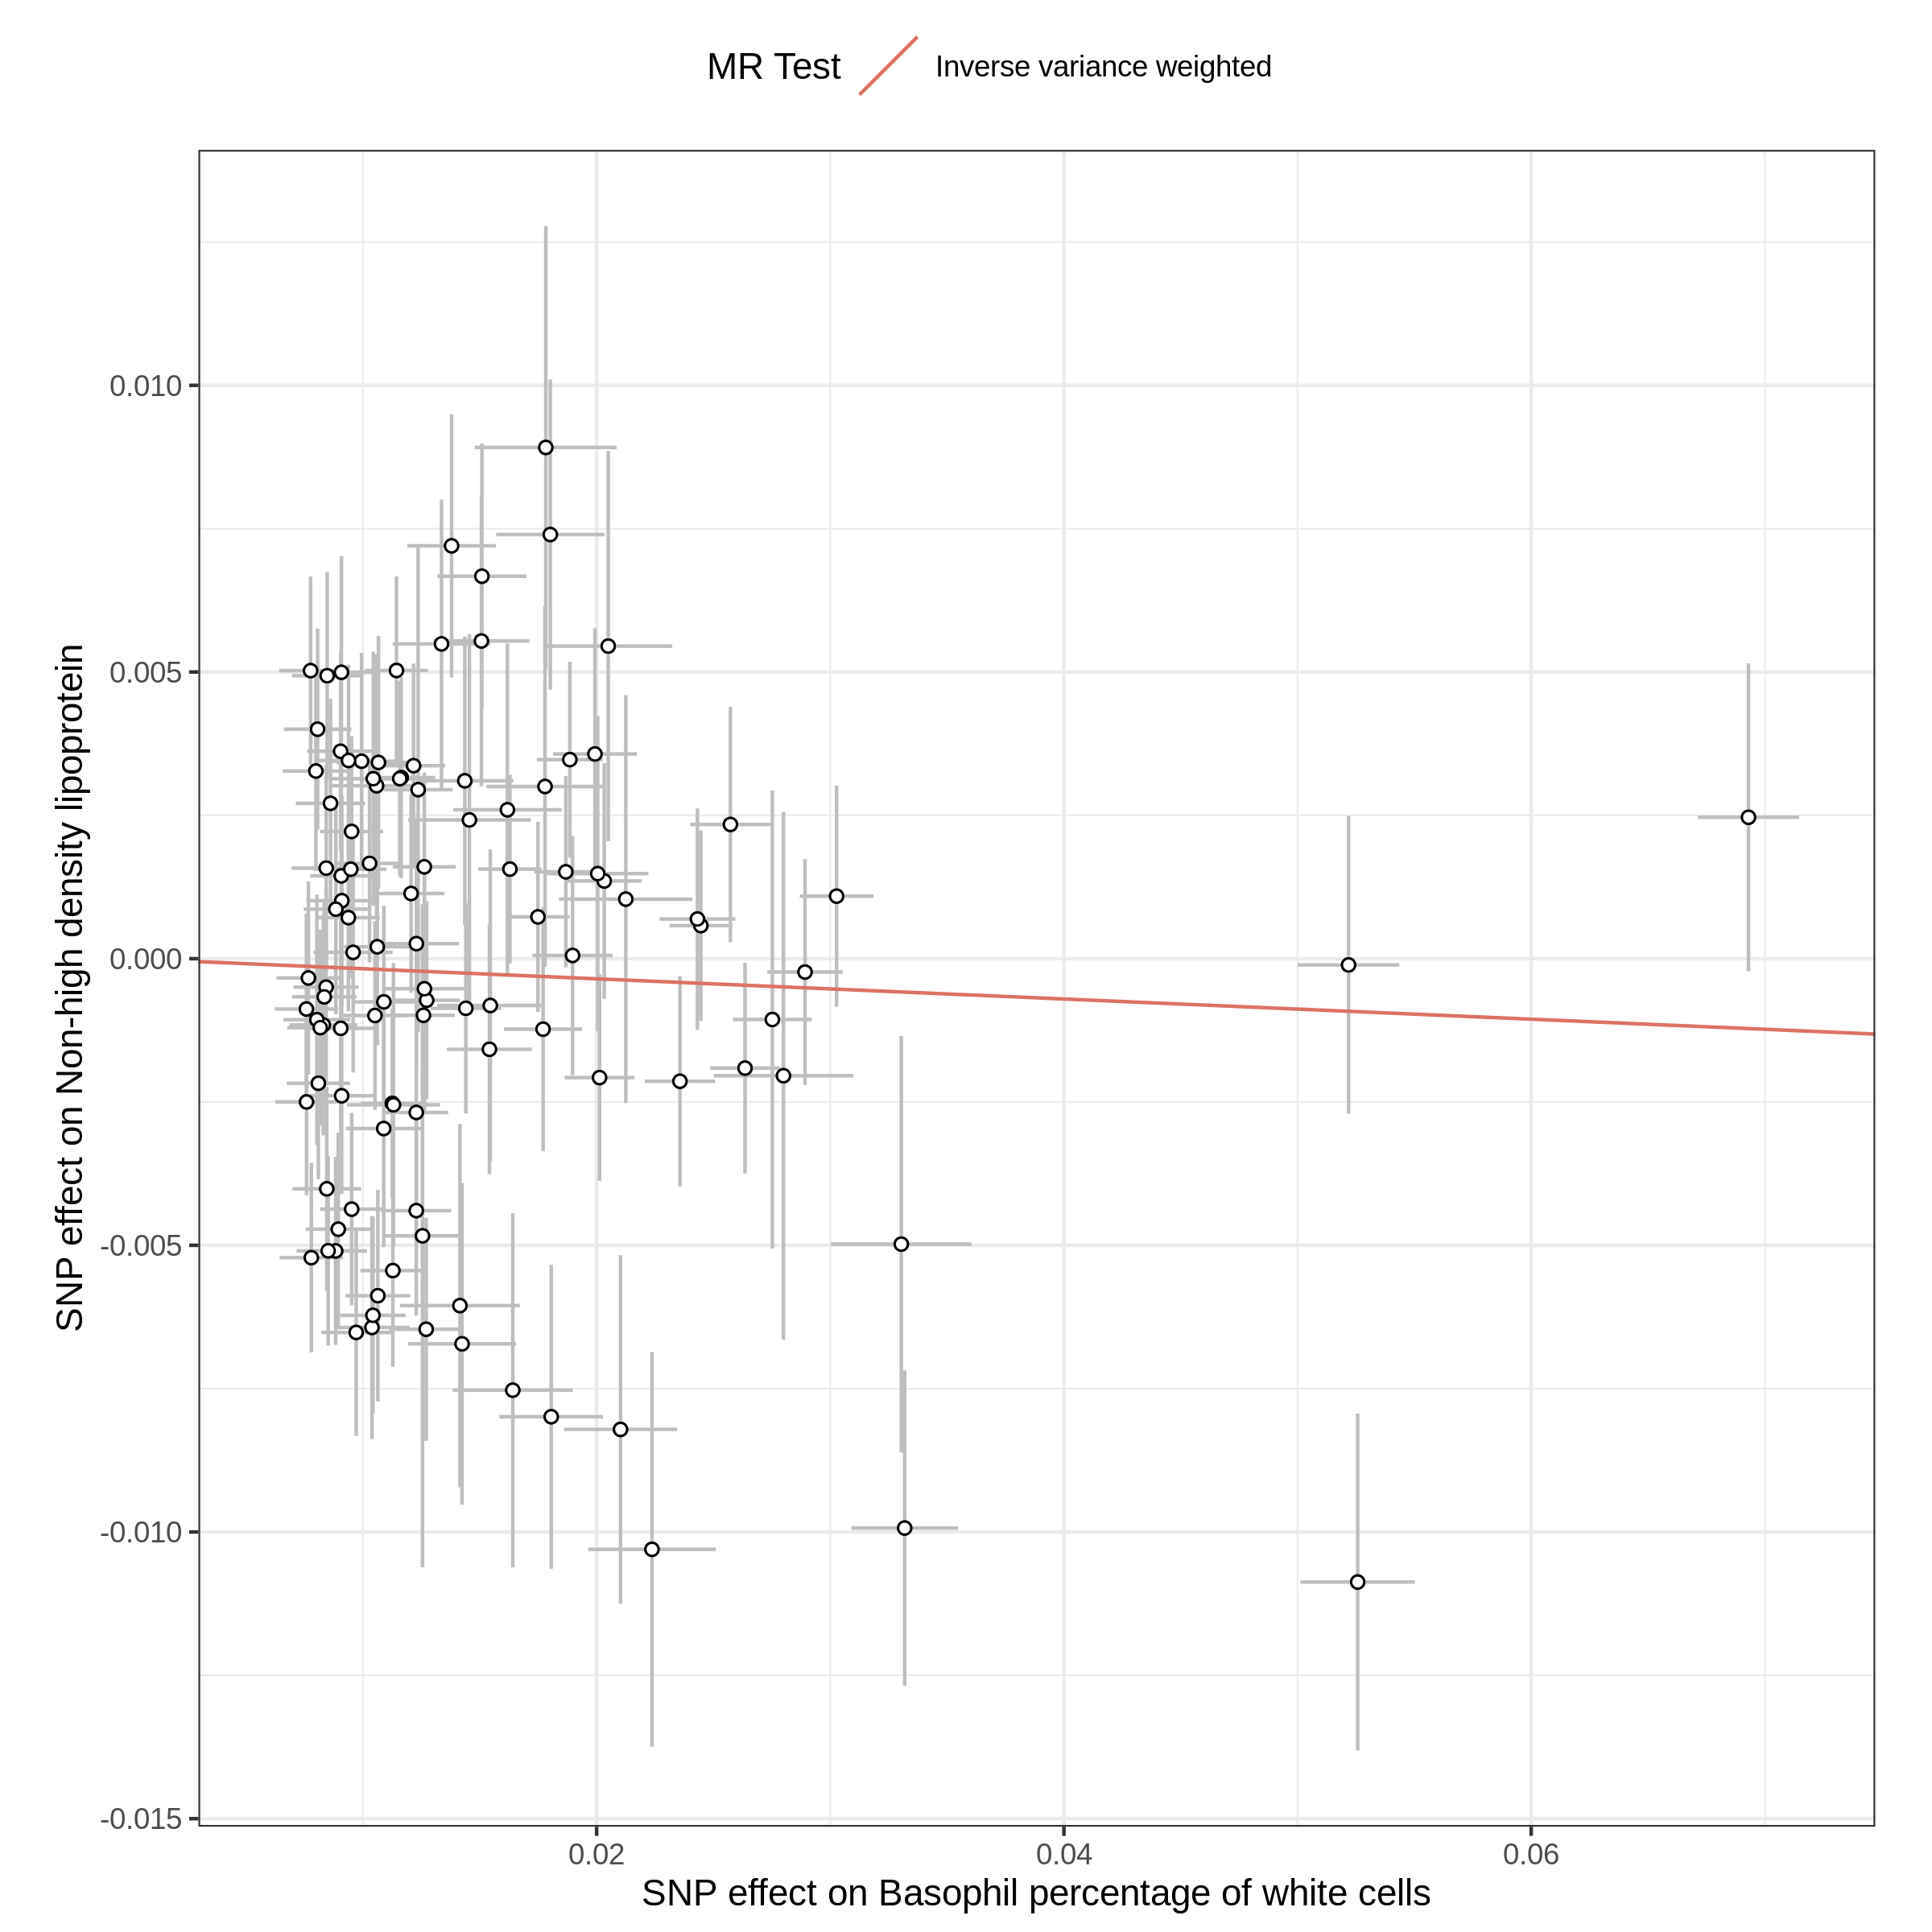 MR Test Inverse variance weighted
0.010
0.005
0.000
-0.005
-0.010
-0.015
SNP effect on Non-high density lipoprotein
0.02 0.04 0.06
SNP effect on Basophil percentage of white cells